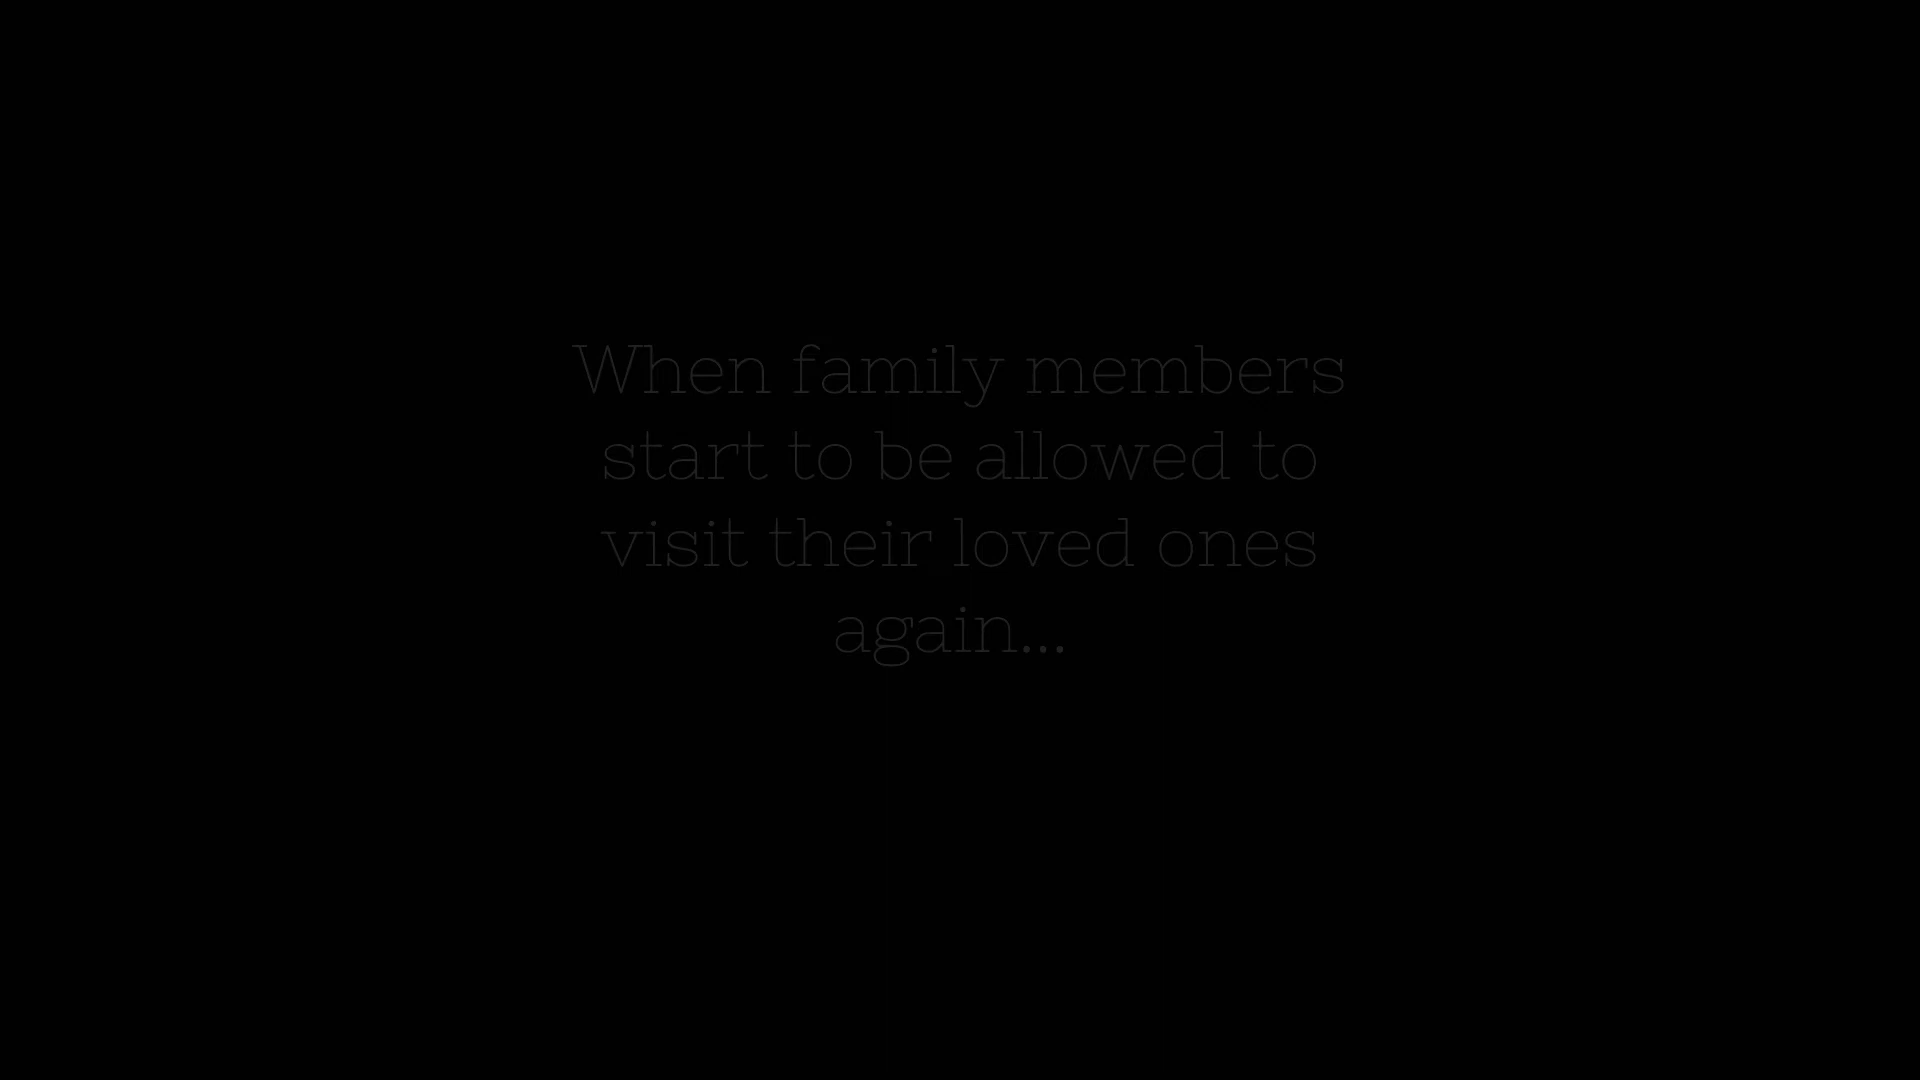 When family members
start to be allowed to
visit their loved ones
again...